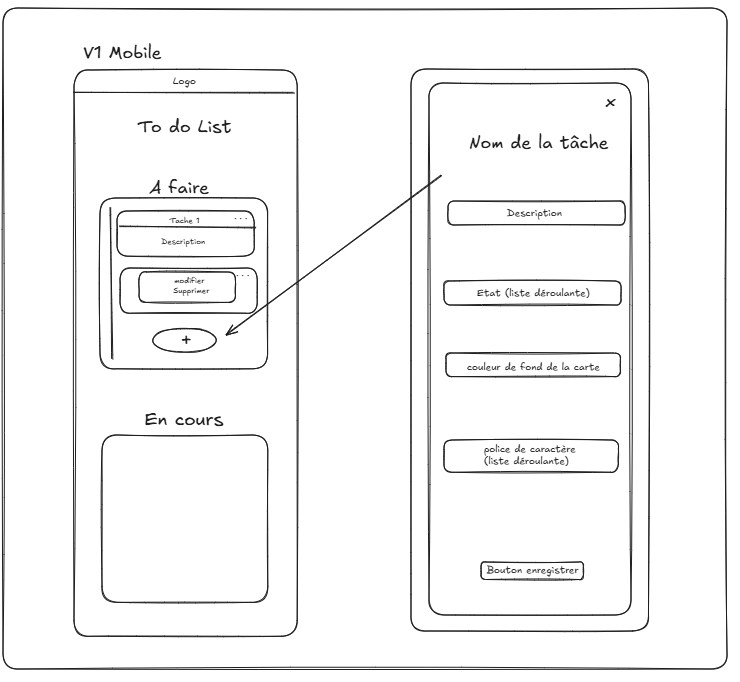 V1 Mobile
Logo
To do List
A faire
Tache 1 ...
Description
...
modifier
Supprimer
+
En cours
x
Nom de la tâche
Description
Etat (liste déroulante)
couleur de fond de la carte
police de caractère
(liste déroulante)
Bouton enregistrer